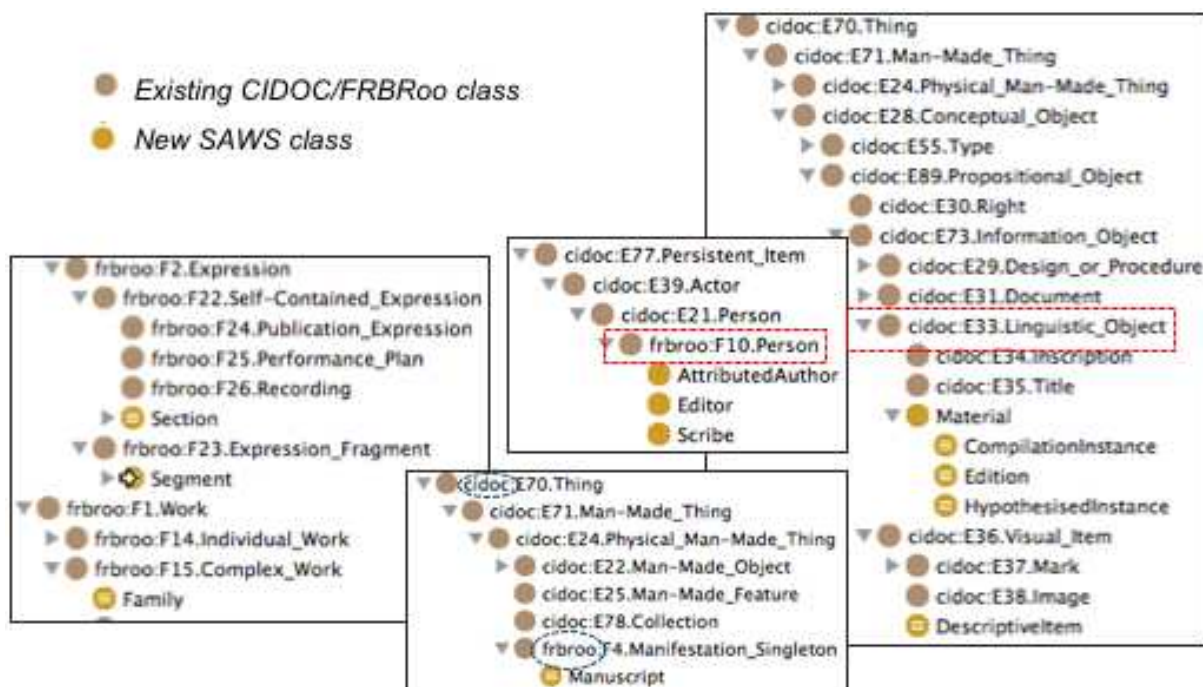 Existing CIDOC/FRBRoo class
New SAWS class
frbroo:F2.Expression
frbroo:F22.Self-Contained_Expression
frbroo:F24.Publication_Expression
frbroo:F25.Performance_Plan
frbroo:F26.Recording
Section
frbroo:F23.Expression_Fragment
Segment
frbroo:F1.Work
frbroo:F14.Individual_Work
frbroo:F15.Complex_Work
Family
cidoc:E77.Persistent_Item
cidoc:E39.Actor
cidoc:E21.Person
frbroo:F10.Person
AttributedAuthor
Editor
Scribe
cidoc:E70.Thing
cidoc:E71.Man-Made_Thing
cidoc:E24.Physical_Man-Made_Thing
cidoc:E22.Man-Made_Object
cidoc:E25.Man-Made_Feature
cidoc:E78.Collection
frbroo:F4.Manifestation_Singleton
Manuscript
cidoc:E70.Thing
cidoc:E71.Man-Made_Thing
cidoc:E24.Physical_Man-Made_Thing
cidoc:E28.Conceptual_Object
cidoc:E55.Type
cidoc:E89.Propositional_Object
cidoc:E30.Right
cidoc:E73.Information_Object
cidoc:E29.Design_or_Procedure
cidoc:E31.Document
cidoc:E33.Linguistic_Object
cidoc:E34.Inscription
cidoc:E35.Title
Material
CompilationInstance
Edition
HypothesisedInstance
cidoc:E36.Visual_Item
cidoc:E37.Mark
cidoc:E38.Image
DescriptiveItem